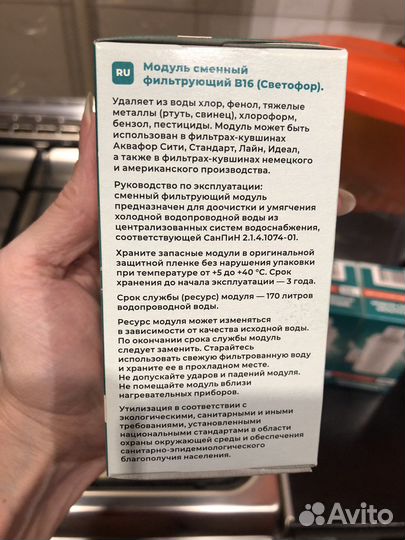 RU
Модуль сменный
фильтрующий B16 (Светофор).
Удаляет из воды хлор, фенол, тяжелые
металлы (ртуть, свинец), хлороформ,
бензол, пестициды. Модуль может быть
использован в фильтрах-кувшинах
Аквафор Сити, Стандарт, Лайн, Идеал,
а также в фильтрах-кувшинах немецкого
и американского производства.
Руководство по эксплуатации:
сменный фильтрующий модуль
предназначен для доочистки и умягчения
холодной водопроводной воды из
централизованных систем водоснабжения,
соответствующей СанПиН 2.1.4.1074-01.
Храните запасные модули в оригинальной
защитной пленке без нарушения упаковки
при температуре от +5 до +40 °С. Срок
хранения до начала эксплуатации — 3 года.
Срок службы (ресурс) модуля — 170 литров
водопроводной воды.
Ресурс модуля может изменяться
в зависимости от качества исходной воды.
По окончании срока службы модуль
следует заменить. Старайтесь
использовать свежую фильтрованную воду
и храните ее в прохладном месте.
Не допускайте ударов и падений модуля.
Не помещайте модуль вблизи
нагревательных приборов.
Утилизация в соответствии с
экологическими, санитарными и иными
требованиями, установленными
национальными стандартами в области
охраны окружающей среды и обеспечения
санитарно-эпидемиологического
благополучия населения.
Avito